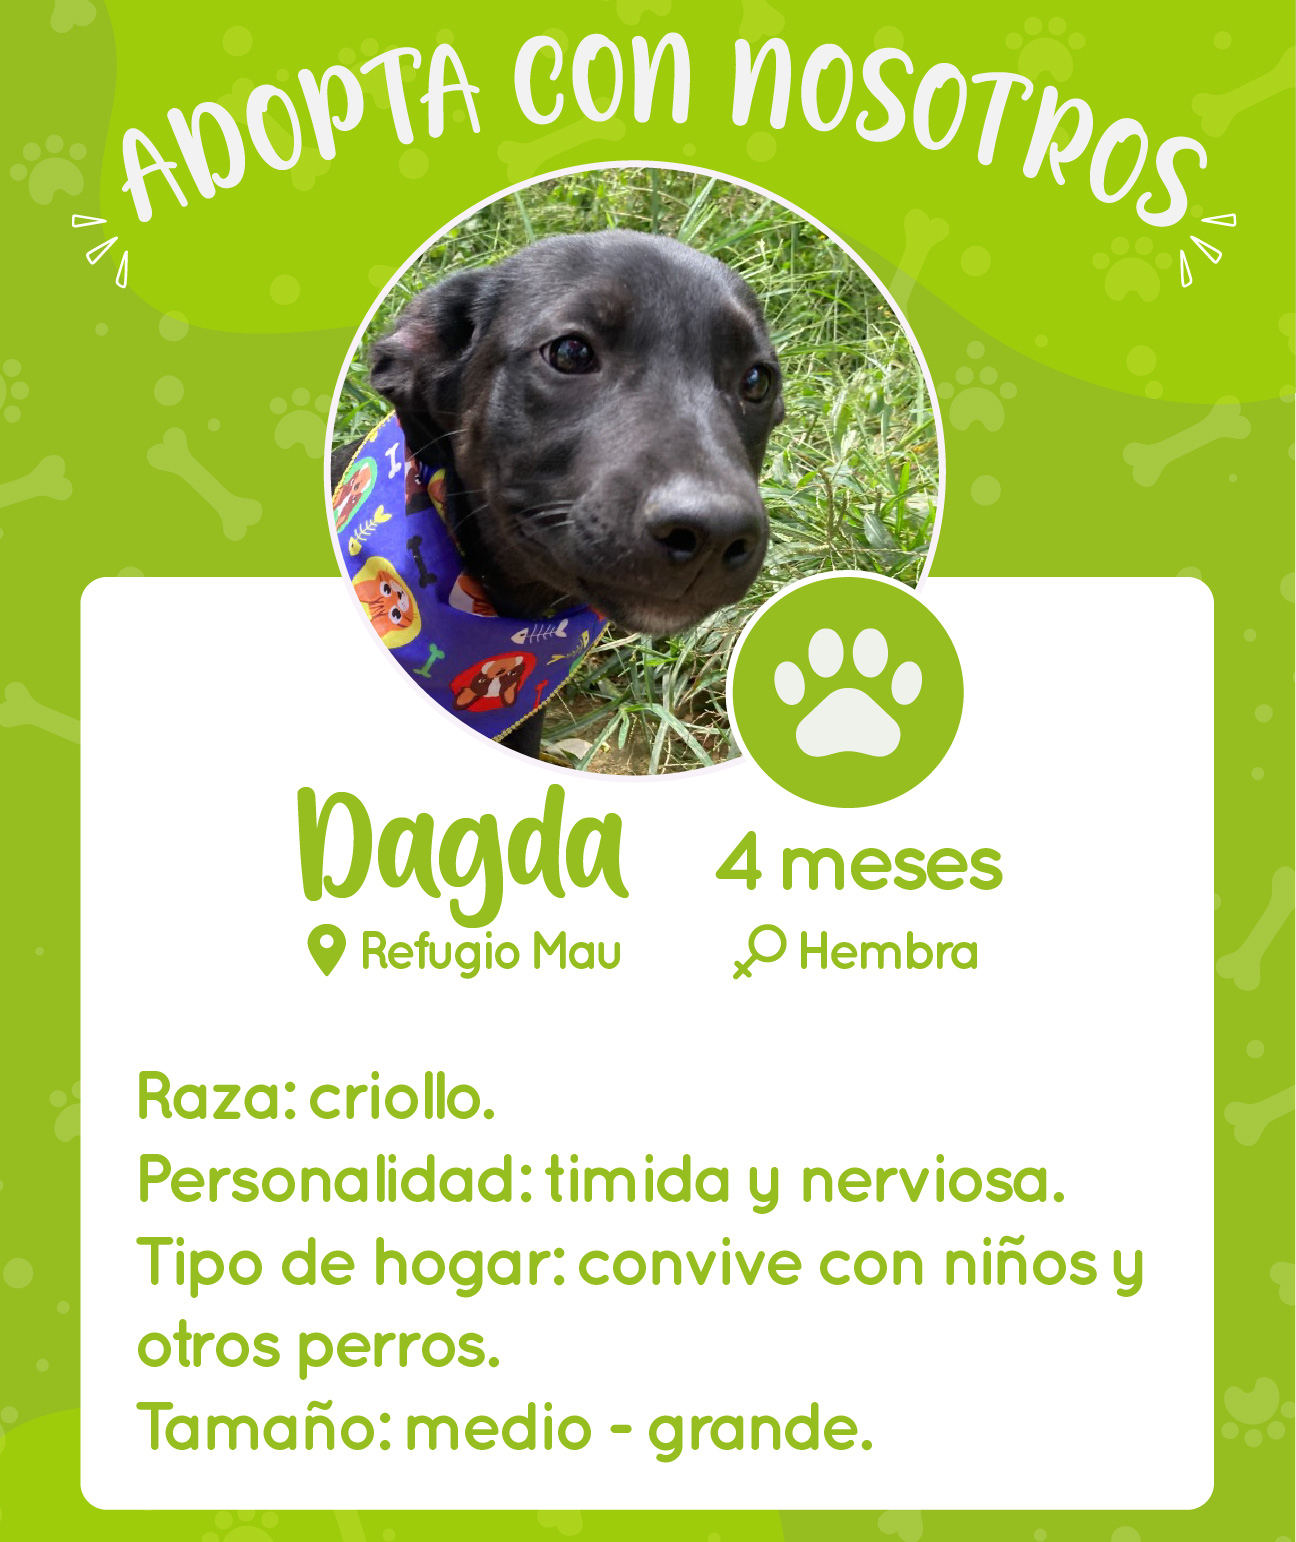 ADOPTA CON NOSOTROS
Dagda
4 meses
Refugio Mau
Hembra
Raza: criollo.
Personalidad: timida y nerviosa.
Tipo de hogar: convive con niños y
otros perros.
Tamaño: medio - grande.